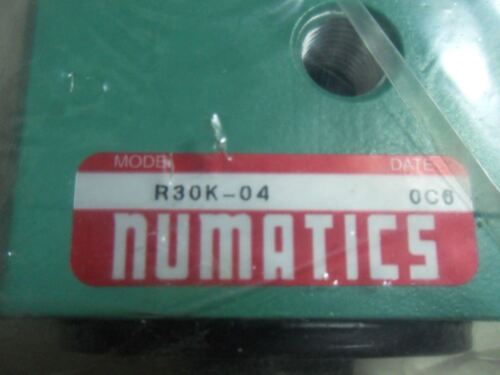 MODEL DATE
R30K-04 0C6
NUMATICS